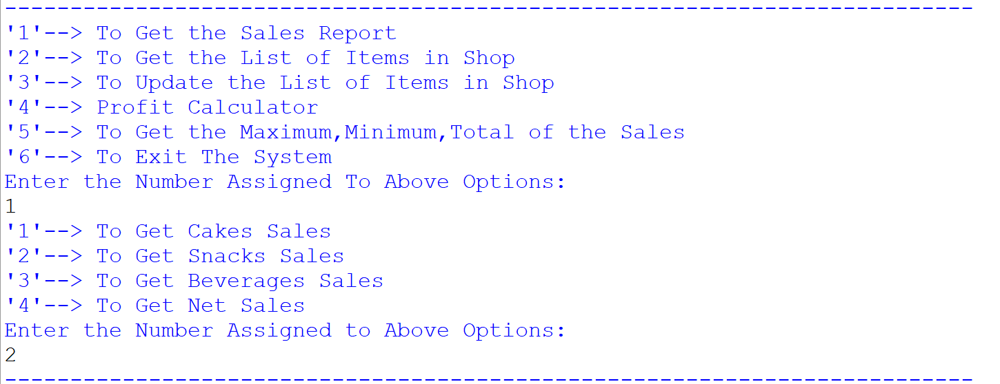 --------------------------------------------------------------------------
'1'--> To Get the Sales Report
'2'--> To Get the List of Items in Shop
'3'--> To Update the List of Items in Shop
'4'--> Profit Calculator
'5'--> To Get the Maximum,Minimum,Total of the Sales
'6'--> To Exit The System
Enter the Number Assigned To Above Options:
1
'1'--> To Get Cakes Sales
'2'--> To Get Snacks Sales
'3'--> To Get Beverages Sales
'4'--> To Get Net Sales
Enter the Number Assigned to Above Options:
2
--------------------------------------------------------------------------